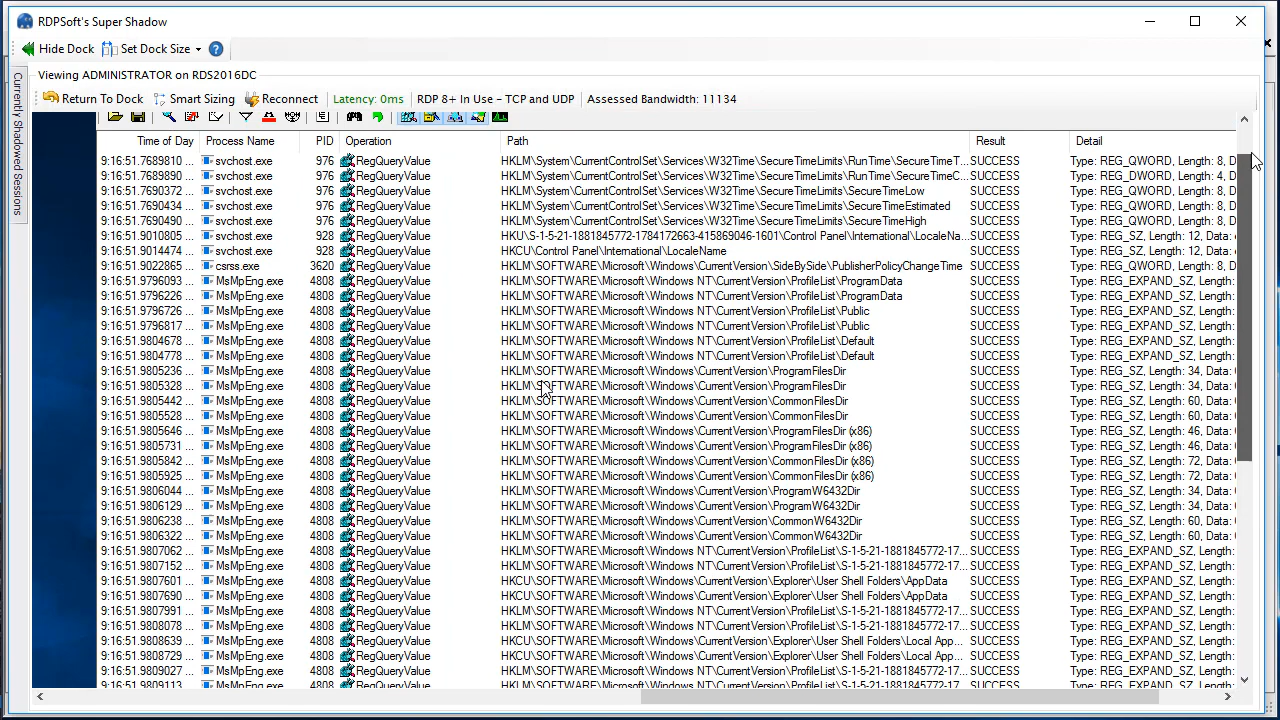 RDPSoft's Super Shadow
Hide Dock Set Dock Size ?
Viewing ADMINISTRATOR on RDS2016DC
Currently Shadowed Sessions
Return To Dock Smart Sizing Reconnect Latency: 0ms RDP 8+ In Use - TCP and UDP Assessed Bandwidth: 11134
Time of Day Process Name PID Operation Path Result Detail
9:16:51.7689810 ... svchost.exe 976 RegQueryValue HKLM\System\CurrentControlSet\Services\W32Time\SecureTimeLimits\RunTime\SecureTimeT... SUCCESS Type: REG_QWORD, Length: 8, D
9:16:51.7689890 ... svchost.exe 976 RegQueryValue HKLM\System\CurrentControlSet\Services\W32Time\SecureTimeLimits\RunTime\SecureTimeC... SUCCESS Type: REG_DWORD, Length: 4, D
9:16:51.7690372 ... svchost.exe 976 RegQueryValue HKLM\System\CurrentControlSet\Services\W32Time\SecureTimeLimits\SecureTimeLow SUCCESS Type: REG_QWORD, Length: 8, D
9:16:51.7690434 ... svchost.exe 976 RegQueryValue HKLM\System\CurrentControlSet\Services\W32Time\SecureTimeLimits\SecureTimeEstimated SUCCESS Type: REG_QWORD, Length: 8, D
9:16:51.7690490 ... svchost.exe 976 RegQueryValue HKLM\System\CurrentControlSet\Services\W32Time\SecureTimeLimits\SecureTimeHigh SUCCESS Type: REG_QWORD, Length: 8, D
9:16:51.9010805 ... svchost.exe 928 RegQueryValue HKU\S-1-5-21-1881845772-1784172663-415869046-1601\Control Panel\International\LocaleNa... SUCCESS Type: REG_SZ, Length: 12, Data:
9:16:51.9014474 ... svchost.exe 928 RegQueryValue HKCU\Control Panel\International\LocaleName SUCCESS Type: REG_SZ, Length: 12, Data:
9:16:51.9022865 ... csrss.exe 3620 RegQueryValue HKLM\SOFTWARE\Microsoft\Windows\CurrentVersion\SideBySide\PublisherPolicyChangeTime SUCCESS Type: REG_QWORD, Length: 8, D
9:16:51.9796093 ... MsMpEng.exe 4808 RegQueryValue HKLM\SOFTWARE\Microsoft\Windows NT\CurrentVersion\ProfileList\ProgramData SUCCESS Type: REG_EXPAND_SZ, Length:
9:16:51.9796226 ... MsMpEng.exe 4808 RegQueryValue HKLM\SOFTWARE\Microsoft\Windows NT\CurrentVersion\ProfileList\ProgramData SUCCESS Type: REG_EXPAND_SZ, Length:
9:16:51.9796726 ... MsMpEng.exe 4808 RegQueryValue HKLM\SOFTWARE\Microsoft\Windows NT\CurrentVersion\ProfileList\Public SUCCESS Type: REG_EXPAND_SZ, Length:
9:16:51.9796817 ... MsMpEng.exe 4808 RegQueryValue HKLM\SOFTWARE\Microsoft\Windows NT\CurrentVersion\ProfileList\Public SUCCESS Type: REG_EXPAND_SZ, Length:
9:16:51.9804678 ... MsMpEng.exe 4808 RegQueryValue HKLM\SOFTWARE\Microsoft\Windows NT\CurrentVersion\ProfileList\Default SUCCESS Type: REG_EXPAND_SZ, Length:
9:16:51.9804778 ... MsMpEng.exe 4808 RegQueryValue HKLM\SOFTWARE\Microsoft\Windows NT\CurrentVersion\ProfileList\Default SUCCESS Type: REG_EXPAND_SZ, Length:
9:16:51.9805236 ... MsMpEng.exe 4808 RegQueryValue HKLM\SOFTWARE\Microsoft\Windows\CurrentVersion\ProgramFilesDir SUCCESS Type: REG_SZ, Length: 34, Data:
9:16:51.9805328 ... MsMpEng.exe 4808 RegQueryValue HKLM\SOFTWARE\Microsoft\Windows\CurrentVersion\ProgramFilesDir SUCCESS Type: REG_SZ, Length: 34, Data:
9:16:51.9805442 ... MsMpEng.exe 4808 RegQueryValue HKLM\SOFTWARE\Microsoft\Windows\CurrentVersion\CommonFilesDir SUCCESS Type: REG_SZ, Length: 60, Data:
9:16:51.9805528 ... MsMpEng.exe 4808 RegQueryValue HKLM\SOFTWARE\Microsoft\Windows\CurrentVersion\CommonFilesDir SUCCESS Type: REG_SZ, Length: 60, Data:
9:16:51.9805646 ... MsMpEng.exe 4808 RegQueryValue HKLM\SOFTWARE\Microsoft\Windows\CurrentVersion\ProgramFilesDir (x86) SUCCESS Type: REG_SZ, Length: 46, Data:
9:16:51.9805731 ... MsMpEng.exe 4808 RegQueryValue HKLM\SOFTWARE\Microsoft\Windows\CurrentVersion\ProgramFilesDir (x86) SUCCESS Type: REG_SZ, Length: 46, Data:
9:16:51.9805842 ... MsMpEng.exe 4808 RegQueryValue HKLM\SOFTWARE\Microsoft\Windows\CurrentVersion\CommonFilesDir (x86) SUCCESS Type: REG_SZ, Length: 72, Data:
9:16:51.9805925 ... MsMpEng.exe 4808 RegQueryValue HKLM\SOFTWARE\Microsoft\Windows\CurrentVersion\CommonFilesDir (x86) SUCCESS Type: REG_SZ, Length: 72, Data:
9:16:51.9806044 ... MsMpEng.exe 4808 RegQueryValue HKLM\SOFTWARE\Microsoft\Windows\CurrentVersion\ProgramW6432Dir SUCCESS Type: REG_SZ, Length: 34, Data:
9:16:51.9806129 ... MsMpEng.exe 4808 RegQueryValue HKLM\SOFTWARE\Microsoft\Windows\CurrentVersion\ProgramW6432Dir SUCCESS Type: REG_SZ, Length: 34, Data:
9:16:51.9806238 ... MsMpEng.exe 4808 RegQueryValue HKLM\SOFTWARE\Microsoft\Windows\CurrentVersion\CommonW6432Dir SUCCESS Type: REG_SZ, Length: 60, Data:
9:16:51.9806322 ... MsMpEng.exe 4808 RegQueryValue HKLM\SOFTWARE\Microsoft\Windows\CurrentVersion\CommonW6432Dir SUCCESS Type: REG_SZ, Length: 60, Data:
9:16:51.9807062 ... MsMpEng.exe 4808 RegQueryValue HKLM\SOFTWARE\Microsoft\Windows NT\CurrentVersion\ProfileList\S-1-5-21-1881845772-17... SUCCESS Type: REG_EXPAND_SZ, Length:
9:16:51.9807152 ... MsMpEng.exe 4808 RegQueryValue HKLM\SOFTWARE\Microsoft\Windows NT\CurrentVersion\ProfileList\S-1-5-21-1881845772-17... SUCCESS Type: REG_EXPAND_SZ, Length:
9:16:51.9807601 ... MsMpEng.exe 4808 RegQueryValue HKCU\SOFTWARE\Microsoft\Windows\CurrentVersion\Explorer\User Shell Folders\AppData SUCCESS Type: REG_EXPAND_SZ, Length:
9:16:51.9807690 ... MsMpEng.exe 4808 RegQueryValue HKCU\SOFTWARE\Microsoft\Windows\CurrentVersion\Explorer\User Shell Folders\AppData SUCCESS Type: REG_EXPAND_SZ, Length:
9:16:51.9807991 ... MsMpEng.exe 4808 RegQueryValue HKLM\SOFTWARE\Microsoft\Windows NT\CurrentVersion\ProfileList\S-1-5-21-1881845772-17... SUCCESS Type: REG_EXPAND_SZ, Length:
9:16:51.9808078 ... MsMpEng.exe 4808 RegQueryValue HKLM\SOFTWARE\Microsoft\Windows NT\CurrentVersion\ProfileList\S-1-5-21-1881845772-17... SUCCESS Type: REG_EXPAND_SZ, Length:
9:16:51.9808639 ... MsMpEng.exe 4808 RegQueryValue HKCU\SOFTWARE\Microsoft\Windows\CurrentVersion\Explorer\User Shell Folders\Local App... SUCCESS Type: REG_EXPAND_SZ, Length:
9:16:51.9808729 ... MsMpEng.exe 4808 RegQueryValue HKCU\SOFTWARE\Microsoft\Windows\CurrentVersion\Explorer\User Shell Folders\Local App... SUCCESS Type: REG_EXPAND_SZ, Length:
9:16:51.9809027 ... MsMpEng.exe 4808 RegQueryValue HKLM\SOFTWARE\Microsoft\Windows NT\CurrentVersion\ProfileList\S-1-5-21-1881845772-17... SUCCESS Type: REG_EXPAND_SZ, Length:
9:16:51.9809113 ... MsMpEng.exe 4808 RegQueryValue HKLM\SOFTWARE\Microsoft\Windows NT\CurrentVersion\ProfileList\S-1-5-21-1881845772-17... SUCCESS Type: REG_EXPAND_SZ, Length: